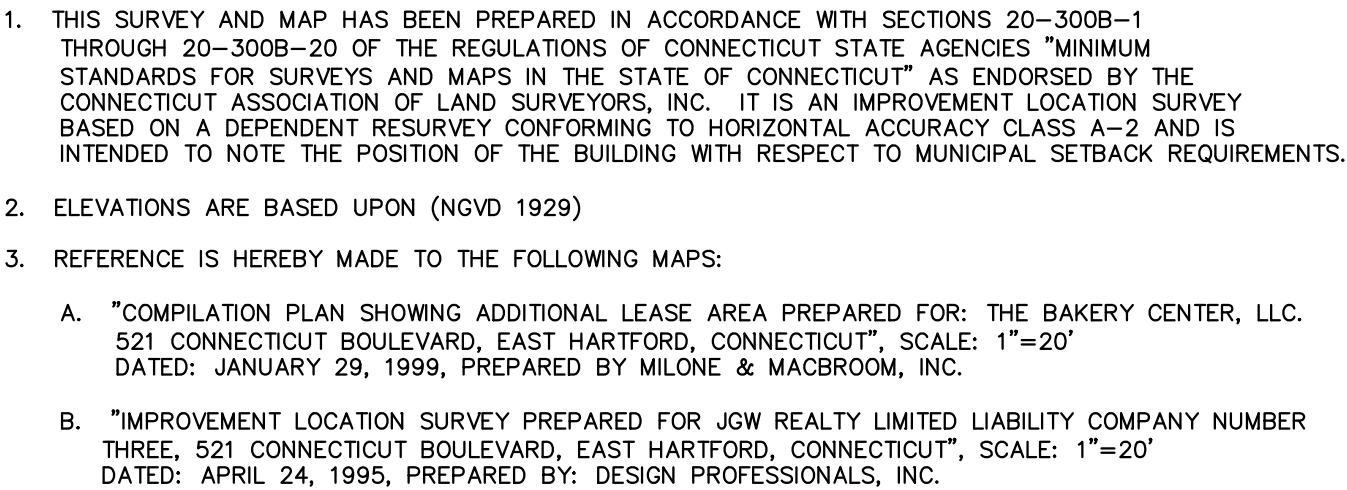 1. THIS SURVEY AND MAP HAS BEEN PREPARED IN ACCORDANCE WITH SECTIONS 20-300B-1
THROUGH 20-300B-20 OF THE REGULATIONS OF CONNECTICUT STATE AGENCIES "MINIMUM
STANDARDS FOR SURVEYS AND MAPS IN THE STATE OF CONNECTICUT" AS ENDORSED BY THE
CONNECTICUT ASSOCIATION OF LAND SURVEYORS, INC. IT IS AN IMPROVEMENT LOCATION SURVEY
BASED ON A DEPENDENT RESURVEY CONFORMING TO HORIZONTAL ACCURACY CLASS A-2 AND IS
INTENDED TO NOTE THE POSITION OF THE BUILDING WITH RESPECT TO MUNICIPAL SETBACK REQUIREMENTS.
2. ELEVATIONS ARE BASED UPON (NGVD 1929)
3. REFERENCE IS HEREBY MADE TO THE FOLLOWING MAPS:
A. "COMPILATION PLAN SHOWING ADDITIONAL LEASE AREA PREPARED FOR: THE BAKERY CENTER, LLC.
521 CONNECTICUT BOULEVARD, EAST HARTFORD, CONNECTICUT", SCALE: 1"=20'
DATED: JANUARY 29, 1999, PREPARED BY MILONE & MACBROOM, INC.
B. "IMPROVEMENT LOCATION SURVEY PREPARED FOR JGW REALTY LIMITED LIABILITY COMPANY NUMBER
THREE, 521 CONNECTICUT BOULEVARD, EAST HARTFORD, CONNECTICUT", SCALE: 1"=20'
DATED: APRIL 24, 1995, PREPARED BY: DESIGN PROFESSIONALS, INC.